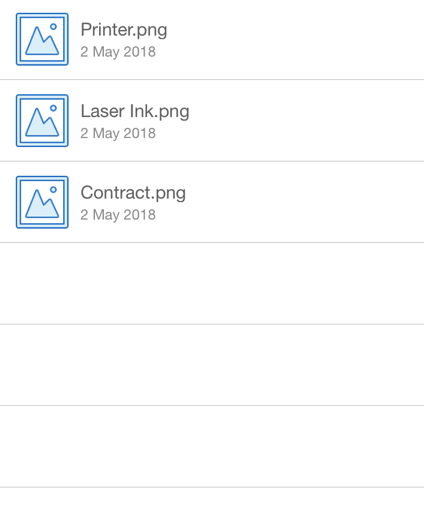 Printer.png
2 May 2018
Laser Ink.png
2 May 2018
Contract.png
2 May 2018